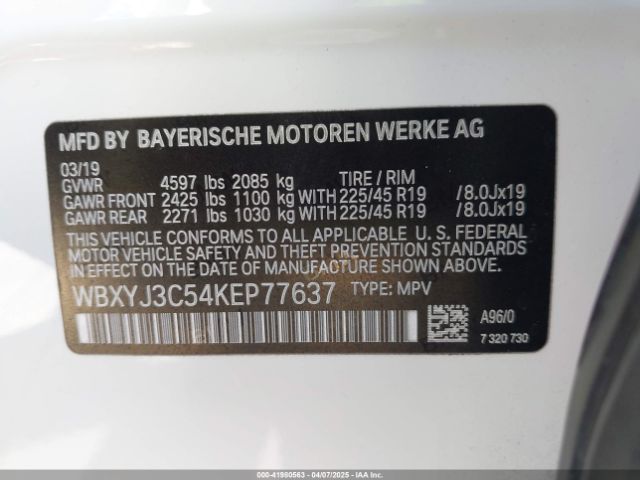 MFD BY BAYERISCHE MOTOREN WERKE AG
03/19
GVWR 4597 lbs 2085 kg TIRE / RIM
GAWR FRONT 2425 lbs 1100 kg WITH 225/45 R19 /8.0Jx19
GAWR REAR 2271 lbs 1030 kg WITH 225/45 R19 /8.0Jx19
THIS VEHICLE CONFORMS TO ALL APPLICABLE U. S. FEDERAL
MOTOR VEHICLE SAFETY AND THEFT PREVENTION STANDARDS
IN EFFECT ON THE DATE OF MANUFACTURE SHOWN ABOVE.
WBXYJ3C54KEP77637 TYPE: MPV
A96/0
7 320 730
000-41980563 - 04/07/2025 - IAAI.COM